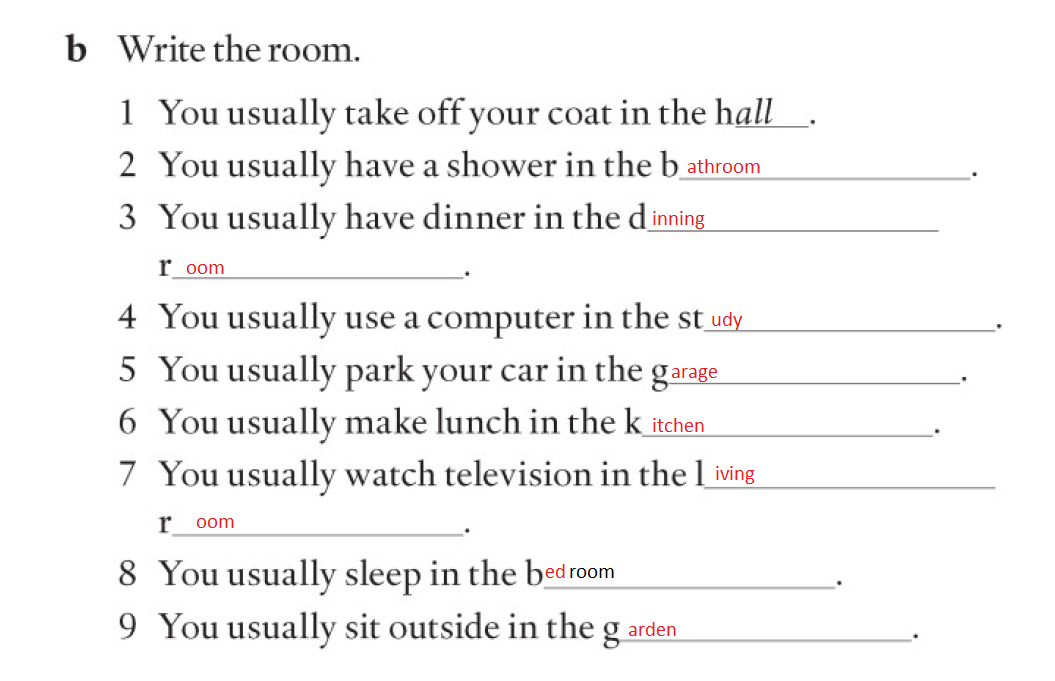 b Write the room.
1 You usually take off your coat in the hall__.
2 You usually have a shower in the b athroom.
3 You usually have dinner in the d inning
r oom.
4 You usually use a computer in the st udy.
5 You usually park your car in the garage.
6 You usually make lunch in the k itchen.
7 You usually watch television in the l iving
r oom.
8 You usually sleep in the bed room.
9 You usually sit outside in the g arden.